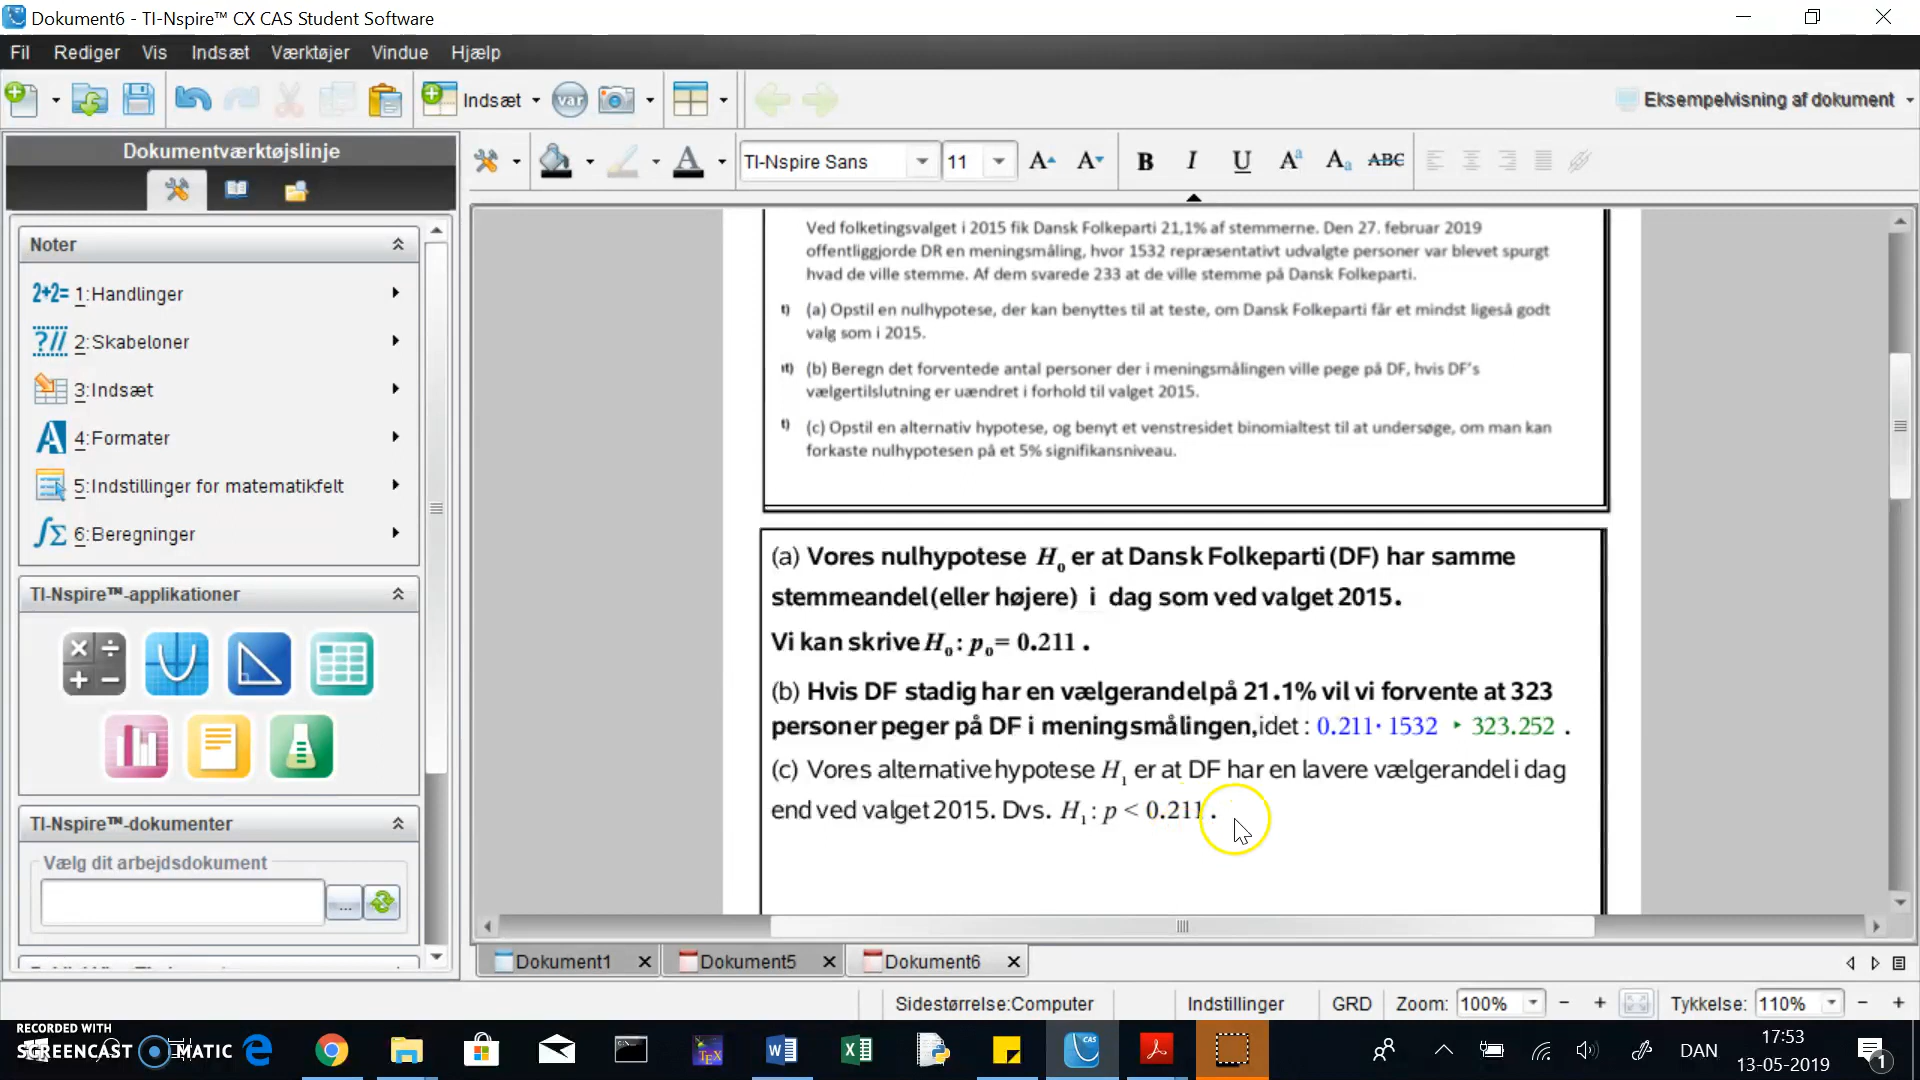 Dokument6 - TI-Nspire™ CX CAS Student Software
Fil Rediger Vis Indsæt Værktøjer Vindue Hjælp
Indsæt var Eksempelvisning af dokument
Dokumentværktøjslinje
TI-Nspire Sans 11 A A B I U Aa Aa ABC
Noter
2+2= 1:Handlinger
?// 2:Skabeloner
3:Indsæt
A 4:Formater
5:Indstillinger for matematikfelt
∫Σ 6:Beregninger
TI-Nspire™-applikationer
TI-Nspire™-dokumenter
Vælg dit arbejdsdokument
...
Ved folketingsvalget i 2015 fik Dansk Folkeparti 21,1% af stemmerne. Den 27. februar 2019
offentliggjorde DR en meningsmåling, hvor 1532 repræsentativt udvalgte personer var blevet spurgt
hvad de ville stemme. Af dem svarede 233 at de ville stemme på Dansk Folkeparti.
(a) Opstil en nulhypotese, der kan benyttes til at teste, om Dansk Folkeparti får et mindst ligeså godt
valg som i 2015.
(b) Beregn det forventede antal personer der i meningsmålingen ville pege på DF, hvis DF's
vælgertilslutning er uændret i forhold til valget 2015.
(c) Opstil en alternativ hypotese, og benyt et venstresidet binomialtest til at undersøge, om man kan
forkaste nulhypotesen på et 5% signifikansniveau.
(a) Vores nulhypotese H₀ er at Dansk Folkeparti (DF) har samme
stemmeandel (eller højere) i dag som ved valget 2015.
Vi kan skrive H₀ : p₀= 0.211 .
(b) Hvis DF stadig har en vælgerandel på 21.1% vil vi forvente at 323
personer peger på DF i meningsmålingen, idet : 0.211· 1532 ▸ 323.252 .
(c) Vores alternative hypotese H₁ er at DF har en lavere vælgerandel i dag
end ved valget 2015. Dvs. H₁ : p < 0.211 .
Dokument1 Dokument5 Dokument6
Sidestørrelse:Computer Indstillinger GRD Zoom: 100% − + Tykkelse: 110% − +
RECORDED WITH
SCREENCAST MATIC
CAS
DAN
17:53
13-05-2019
1